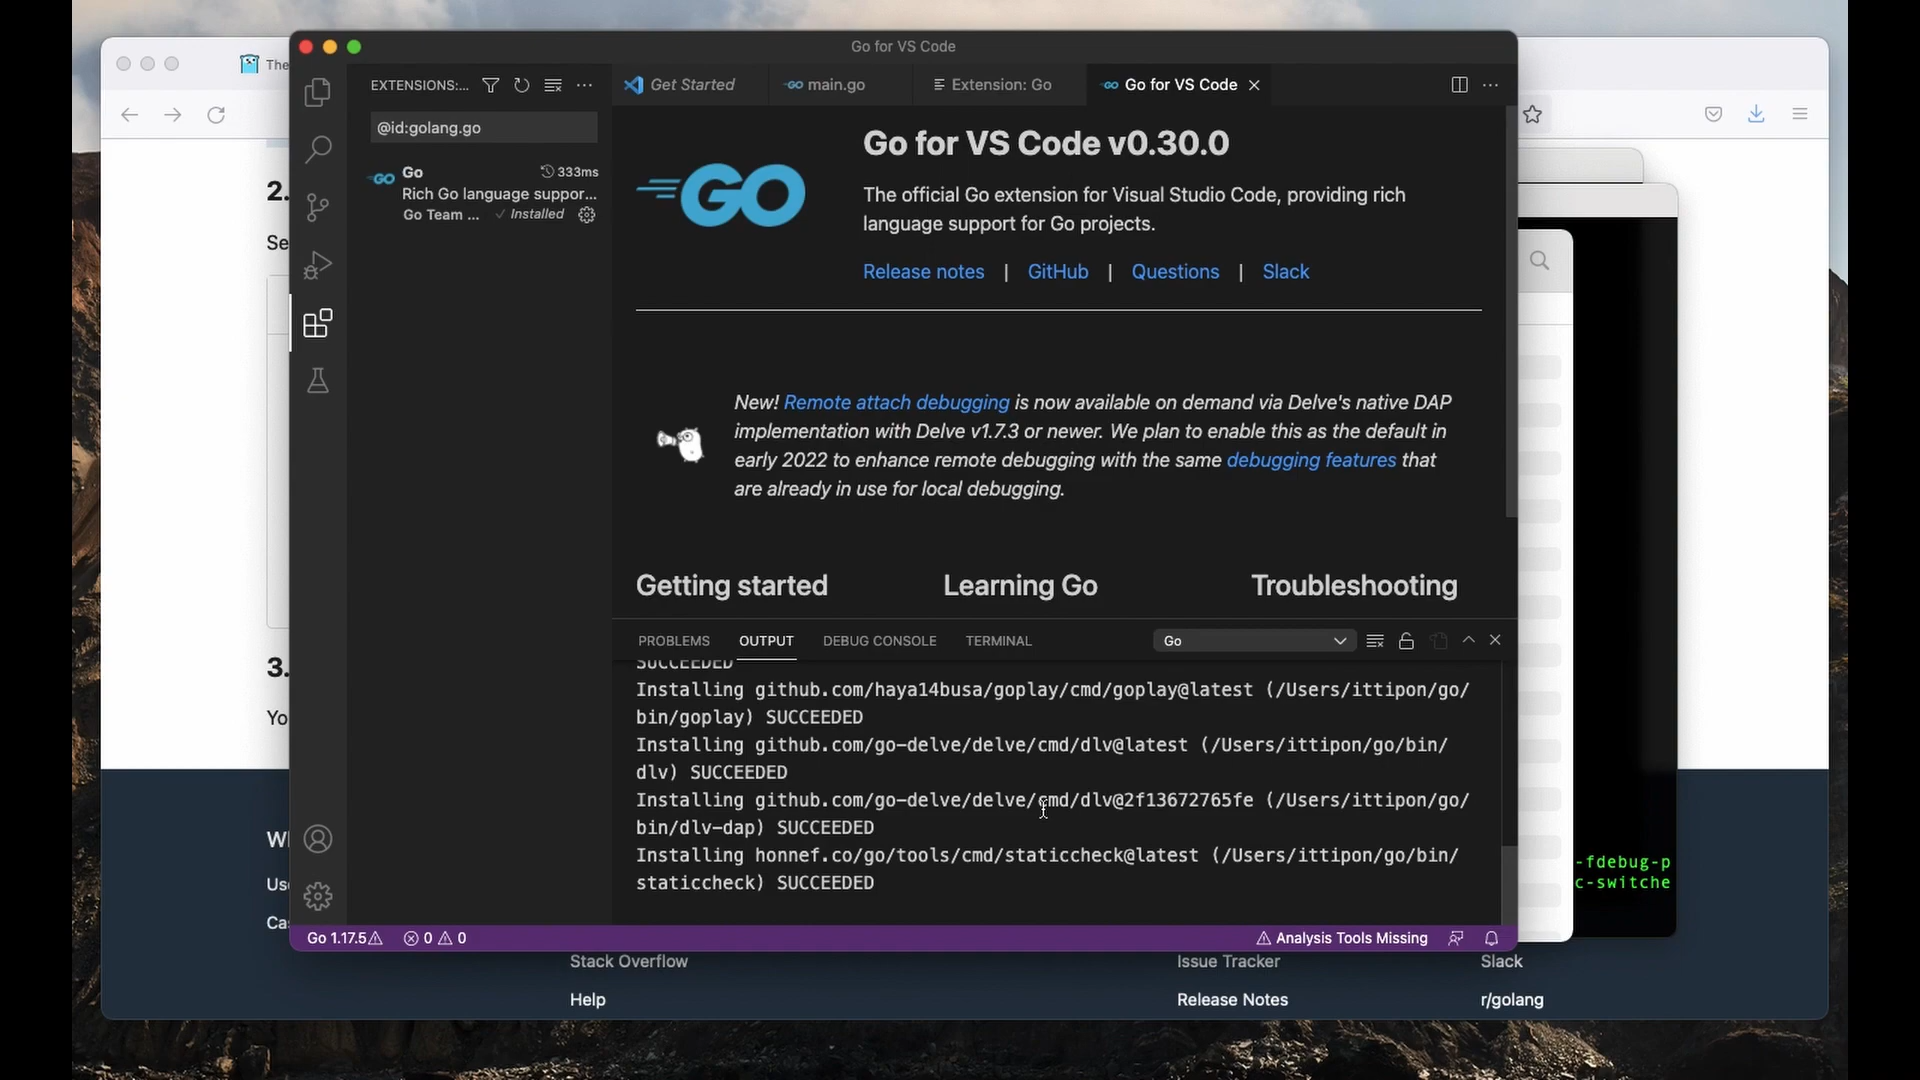 Go for VS Code
The
EXTENSIONS:...
Get Started
main.go
Extension: Go
Go for VS Code
@id:golang.go
Go
333ms
Rich Go language suppor...
Go Team ...
Installed
GO
Go for VS Code v0.30.0
The official Go extension for Visual Studio Code, providing rich
language support for Go projects.
Release notes | GitHub | Questions | Slack
New! Remote attach debugging is now available on demand via Delve's native DAP
implementation with Delve v1.7.3 or newer. We plan to enable this as the default in
early 2022 to enhance remote debugging with the same debugging features that
are already in use for local debugging.
Getting started
Learning Go
Troubleshooting
PROBLEMS
OUTPUT
DEBUG CONSOLE
TERMINAL
Go
SUCCEEDED
Installing github.com/haya14busa/goplay/cmd/goplay@latest (/Users/ittipon/go/
bin/goplay) SUCCEEDED
Installing github.com/go-delve/delve/cmd/dlv@latest (/Users/ittipon/go/bin/
dlv) SUCCEEDED
Installing github.com/go-delve/delve/cmd/dlv@2f13672765fe (/Users/ittipon/go/
bin/dlv-dap) SUCCEEDED
Installing honnef.co/go/tools/cmd/staticcheck@latest (/Users/ittipon/go/bin/
staticcheck) SUCCEEDED
Go 1.17.5
0
0
Analysis Tools Missing
2.
Se
3.
Yo
W
Us
Ca
-fdebug-p
c-switche
Stack Overflow
Issue Tracker
Slack
Help
Release Notes
r/golang